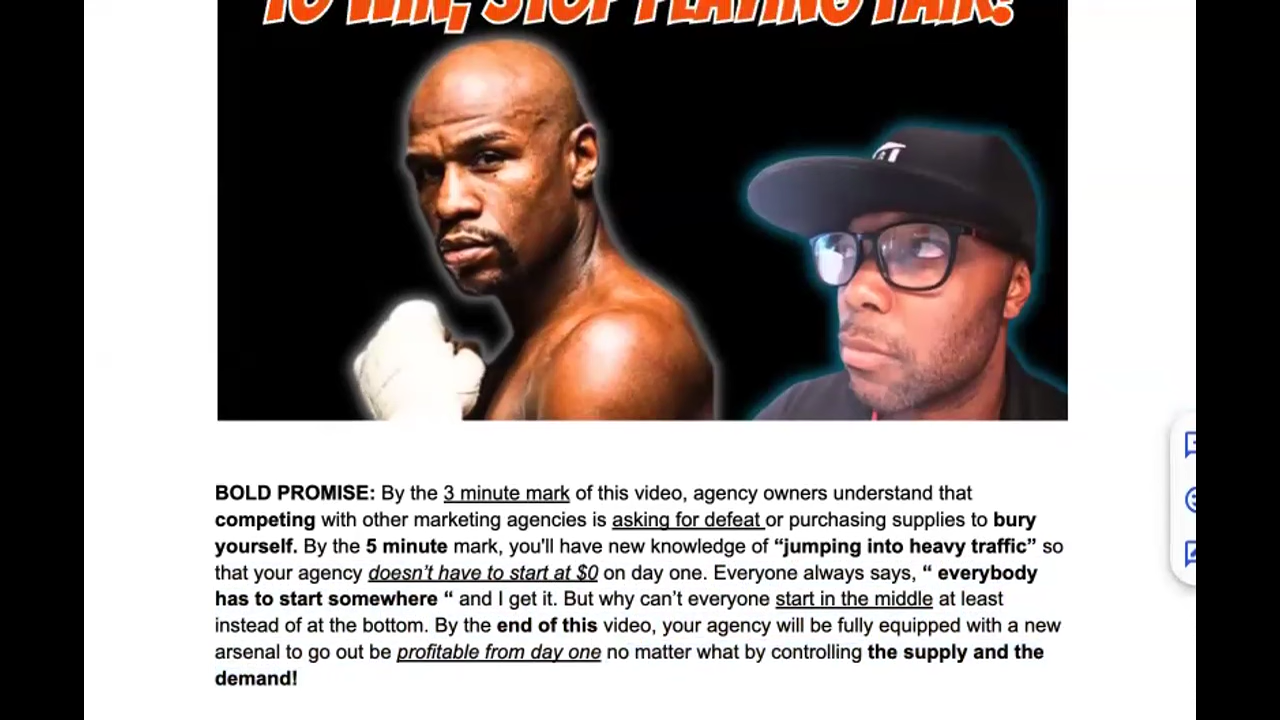 TO WIN, STOP PLAYING FAIR!
BOLD PROMISE: By the 3 minute mark of this video, agency owners understand that
competing with other marketing agencies is asking for defeat or purchasing supplies to bury
yourself. By the 5 minute mark, you'll have new knowledge of “jumping into heavy traffic” so
that your agency doesn’t have to start at $0 on day one. Everyone always says, “ everybody
has to start somewhere “ and I get it. But why can’t everyone start in the middle at least
instead of at the bottom. By the end of this video, your agency will be fully equipped with a new
arsenal to go out be profitable from day one no matter what by controlling the supply and the
demand!